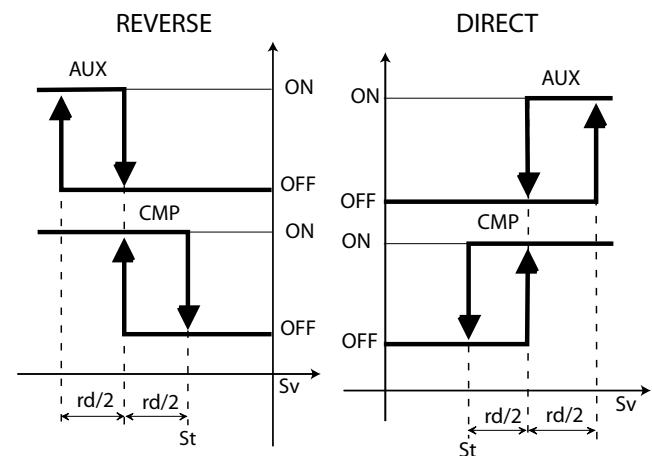 REVERSE
AUX
ON
OFF
CMP
ON
OFF
Sv
rd/2 rd/2
St
DIRECT
AUX
ON
OFF
CMP
ON
OFF
Sv
rd/2 rd/2
St